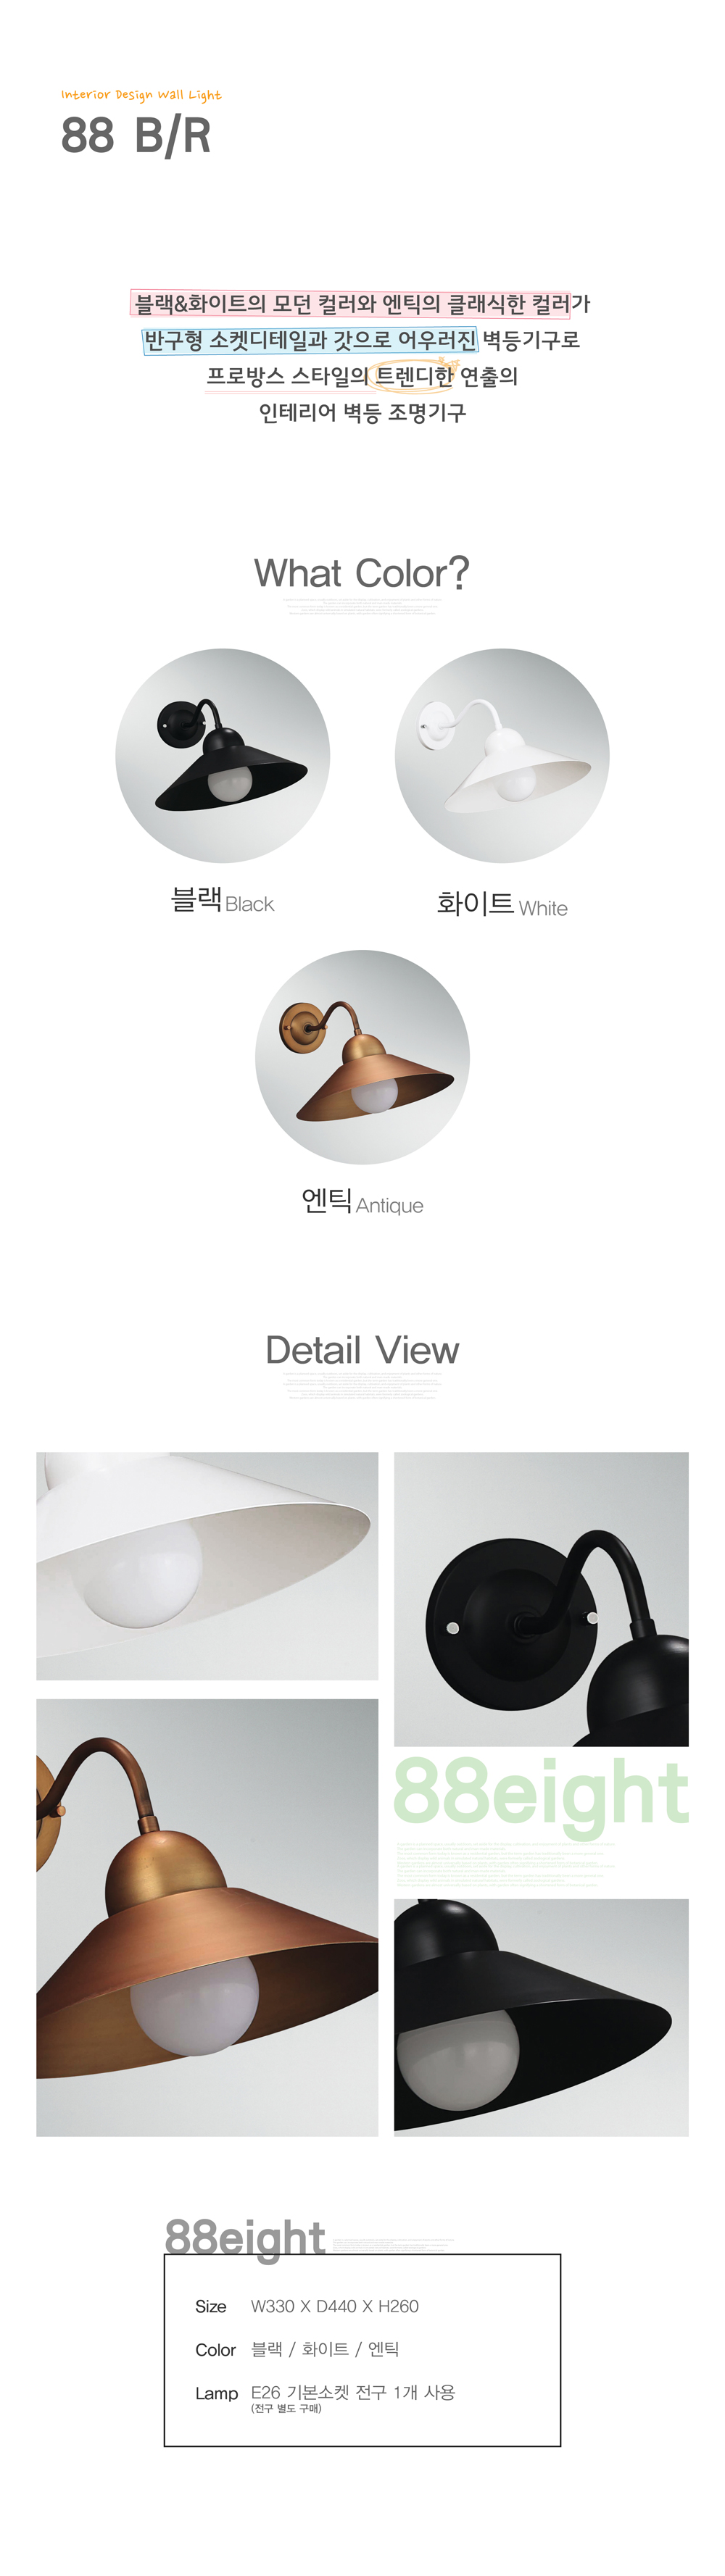 Interior Design Wall Light
88 B/R
블랙&화이트의 모던 컬러와 엔틱의 클래식한 컬러가
반구형 소켓디테일과 갓으로 어우러진 벽등기구로
프로방스 스타일의 트렌디한 연출의
인테리어 벽등 조명기구
What Color?
블랙 Black
화이트 White
엔틱 Antique
Detail View
88eight
88eight
Size W330 X D440 X H260
Color 블랙 / 화이트 / 엔틱
Lamp E26 기본소켓 전구 1개 사용
(전구 별도 구매)